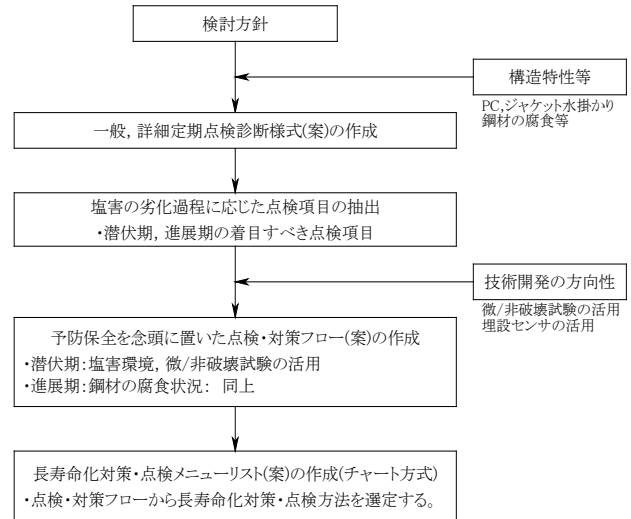 検討方針
構造特性等
PC,ジャケット水掛かり
鋼材の腐食等
一般, 詳細定期点検診断様式(案)の作成
塩害の劣化過程に応じた点検項目の抽出
・潜伏期, 進展期の着目すべき点検項目
技術開発の方向性
微/非破壊試験の活用
埋設センサの活用
予防保全を念頭に置いた点検・対策フロー(案)の作成
・潜伏期:塩害環境, 微/非破壊試験の活用
・進展期:鋼材の腐食状況: 同上
長寿命化対策・点検メニューリスト(案)の作成(チャート方式)
・点検・対策フローから長寿命化対策・点検方法を選定する。